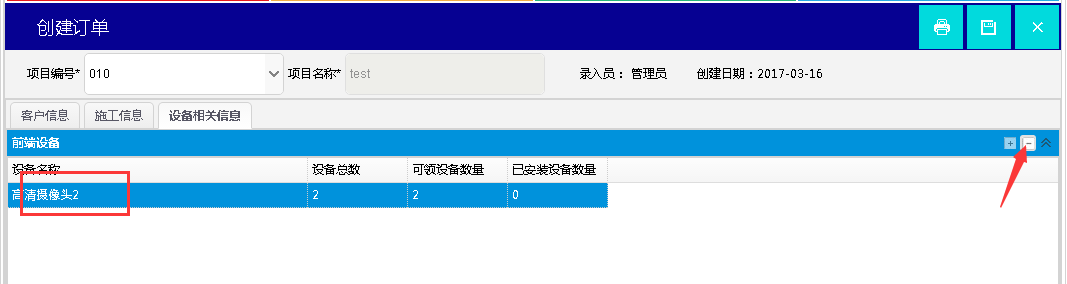 创建订单
项目编号* 010 项目名称* test 录入员： 管理员 创建日期：2017-03-16
客户信息 施工信息 设备相关信息
前端设备
设备名称 设备总数 可领设备数量 已安装设备数量
高清摄像头2 2 2 0